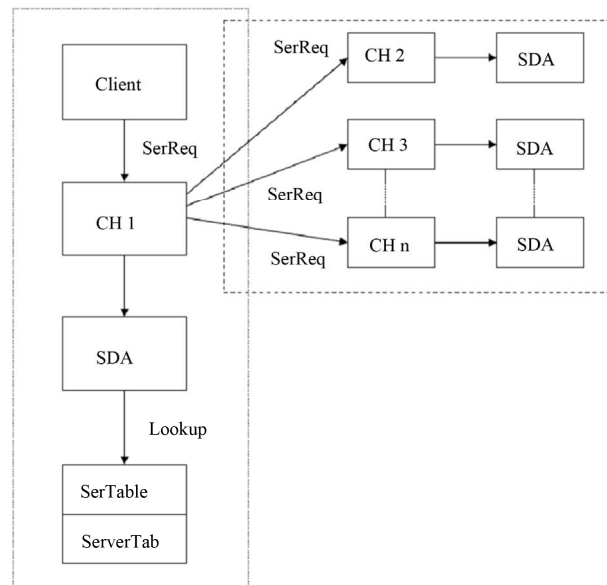 Client
SerReq
CH 1
SDA
Lookup
SerTable
ServerTab
SerReq
CH 2
SDA
SerReq
CH 3
SDA
SerReq
CH n
SDA